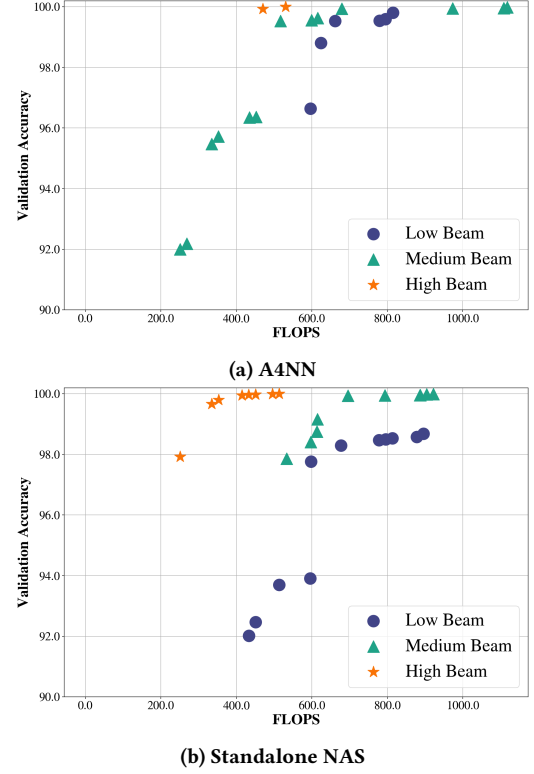 100.0
98.0
96.0
94.0
92.0
90.0
Validation Accuracy
0.0 200.0 400.0 600.0 800.0 1000.0
FLOPS
Low Beam
Medium Beam
High Beam
(a) A4NN
100.0
98.0
96.0
94.0
92.0
90.0
Validation Accuracy
0.0 200.0 400.0 600.0 800.0 1000.0
FLOPS
Low Beam
Medium Beam
High Beam
(b) Standalone NAS